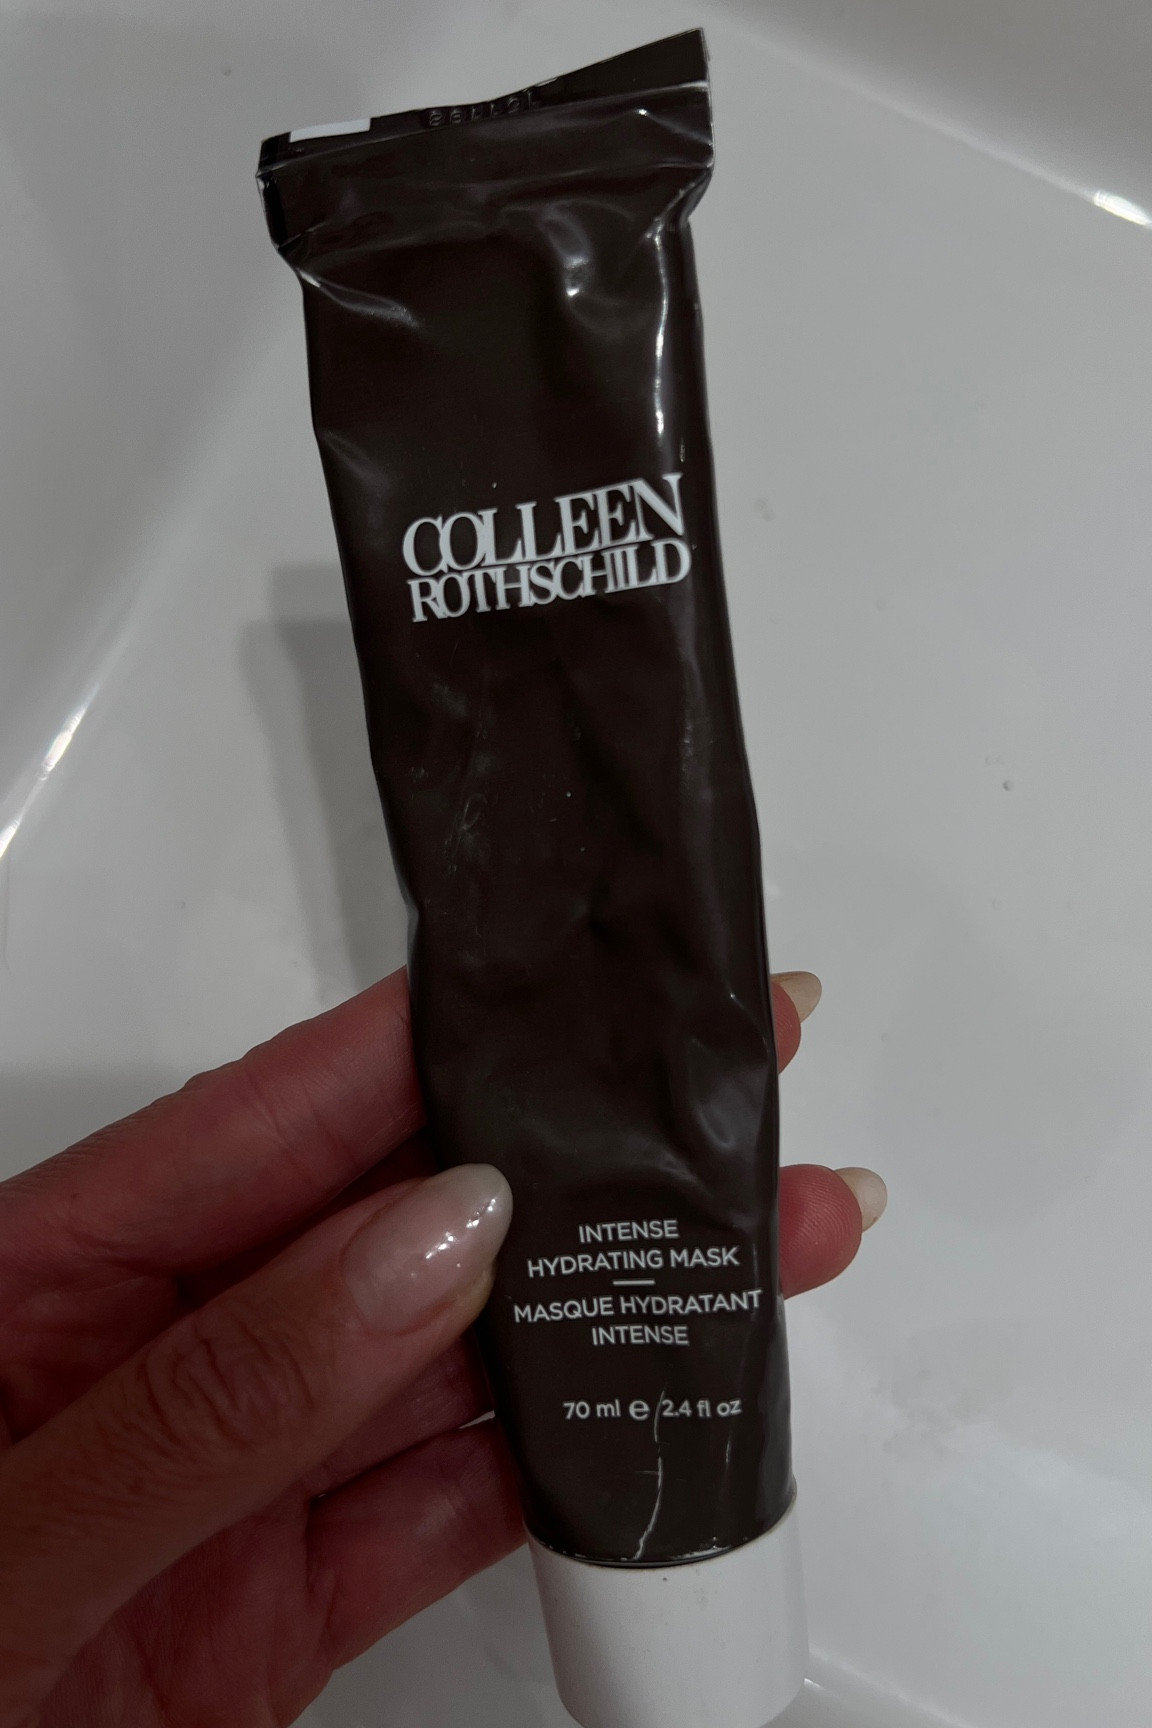 COLLEEN
ROTHSCHILD
INTENSE
HYDRATING MASK
MASQUE HYDRATANT
INTENSE
70 ml e 2.4 fl oz